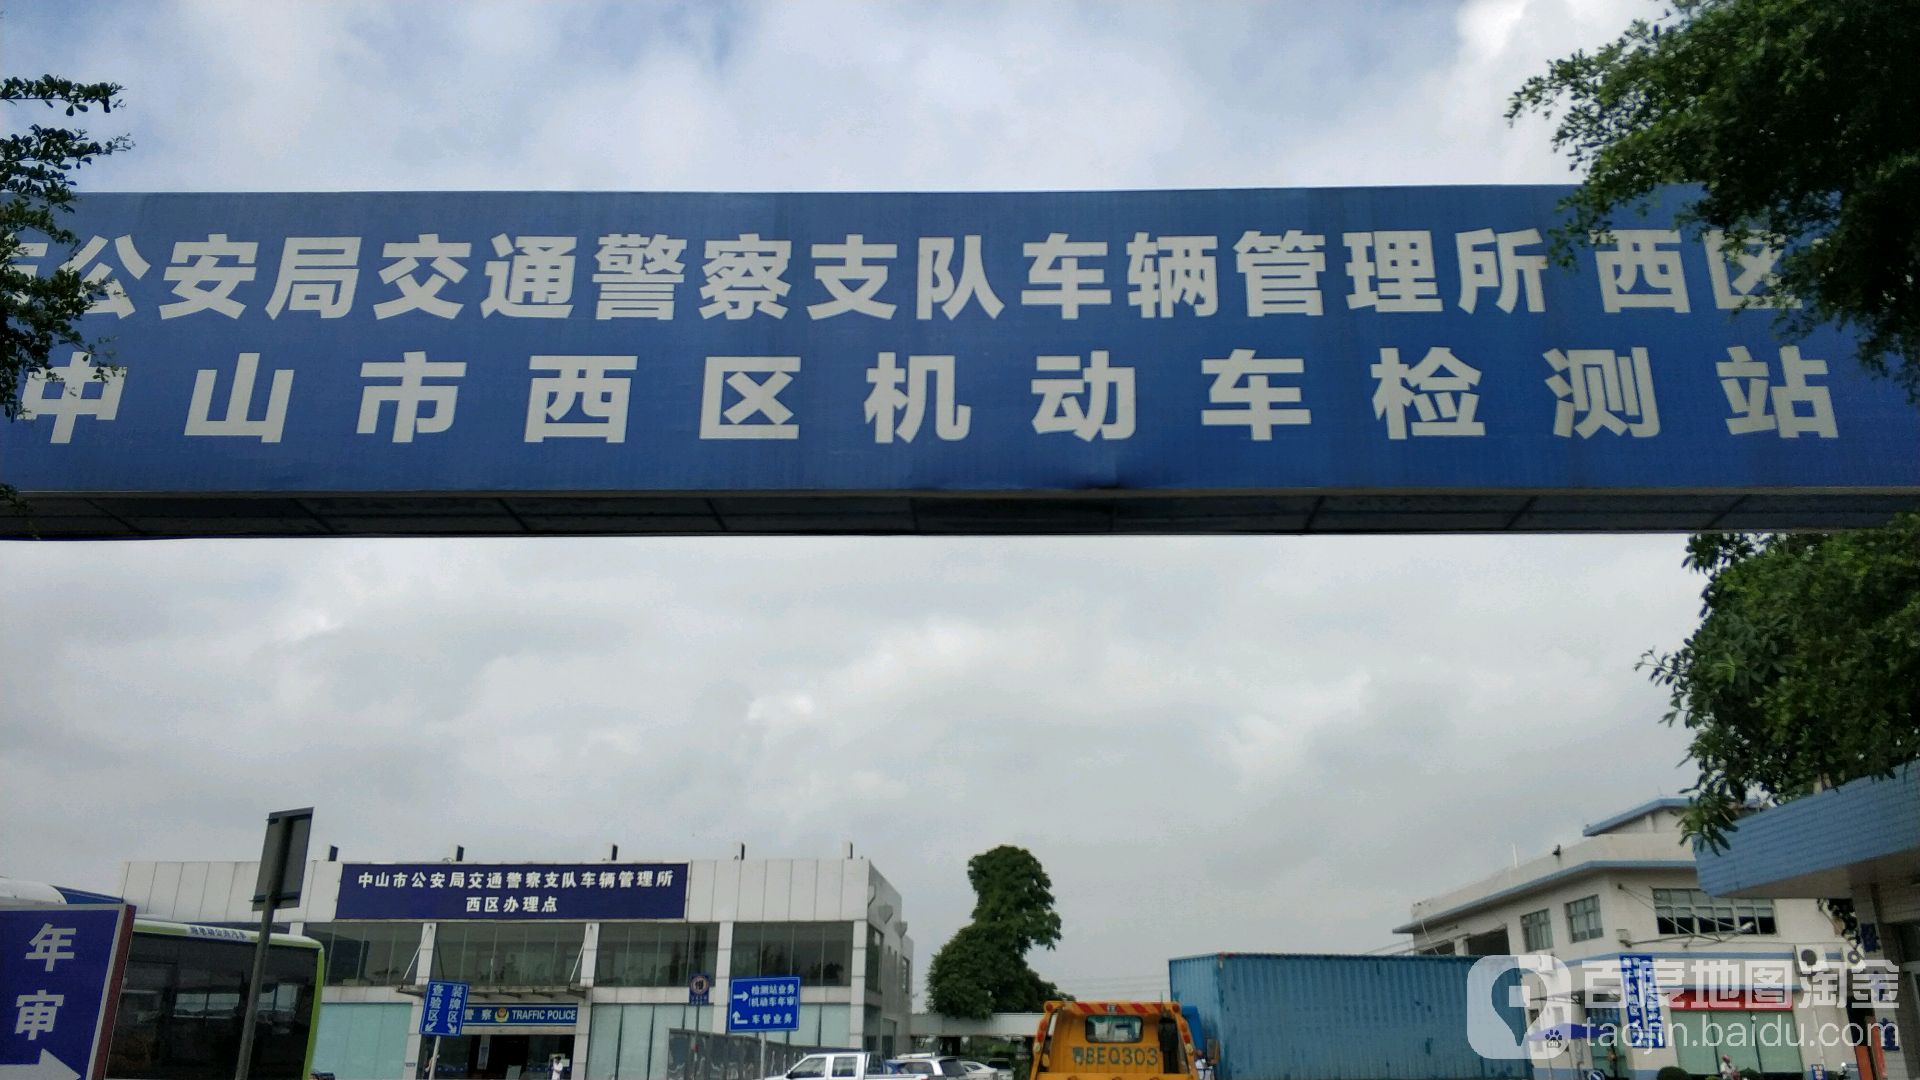 公安局交通警察支队车辆管理所西区
中山市西区机动车检测站
中山市公安局交通警察支队车辆管理所
西区办理点
年审
查验区
装牌区
警察 TRAFFIC POLICE
检测站业务
机动车年审
车管业务
BEQ303
百度地图淘金
taojin.baidu.com